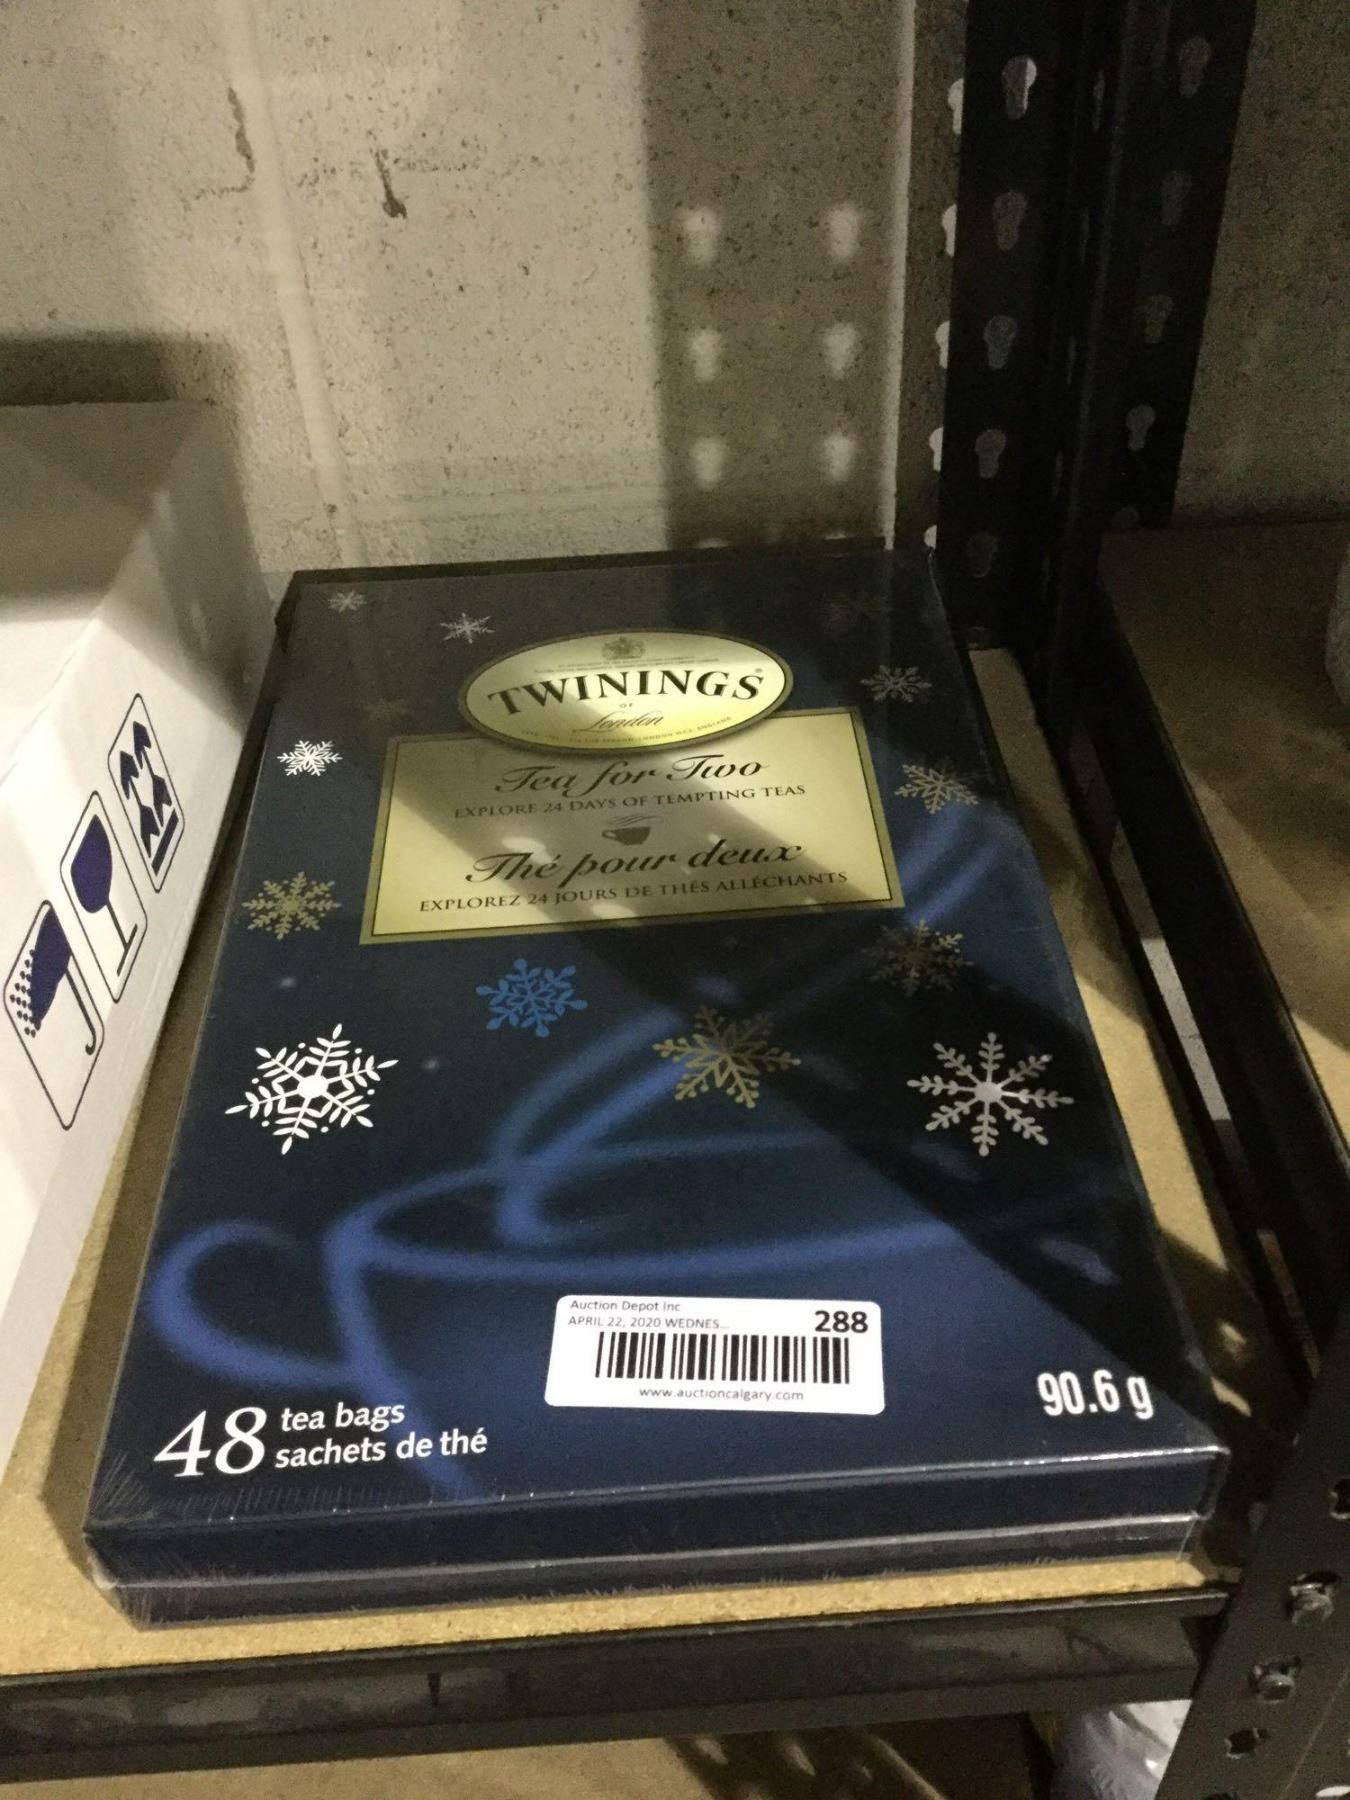 TWININGS®
OF
London
Tea for Two
EXPLORE 24 DAYS OF TEMPTING TEAS
Thé pour deux
EXPLOREZ 24 JOURS DE THÉS ALLÉCHANTS
Auction Depot Inc
APRIL 22, 2020 WEDNES...
288
www.auctioncalgary.com
90.6 g
48 tea bags
sachets de thé